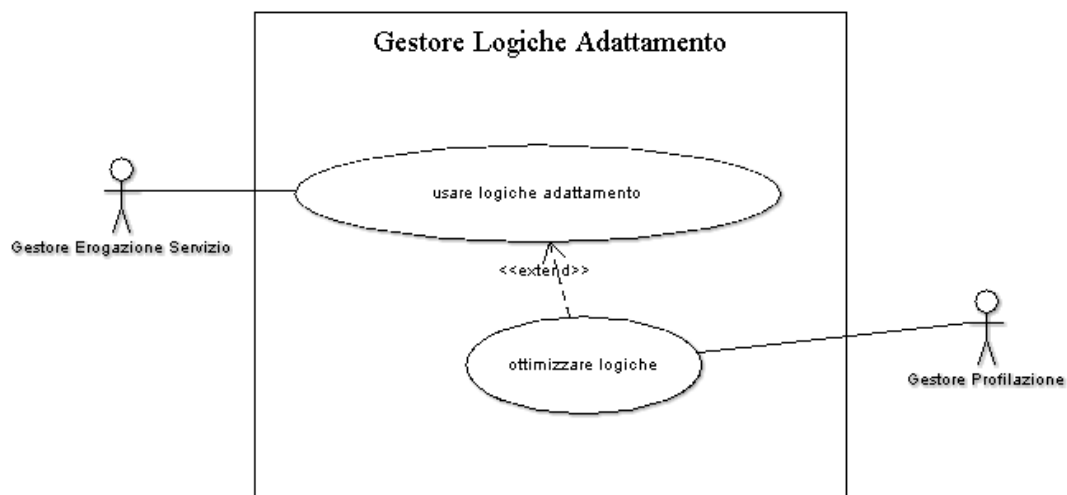 Gestore Logiche Adattamento
usare logiche adattamento
Gestore Erogazione Servizio
<<extend>>
ottimizzare logiche
Gestore Profilazione